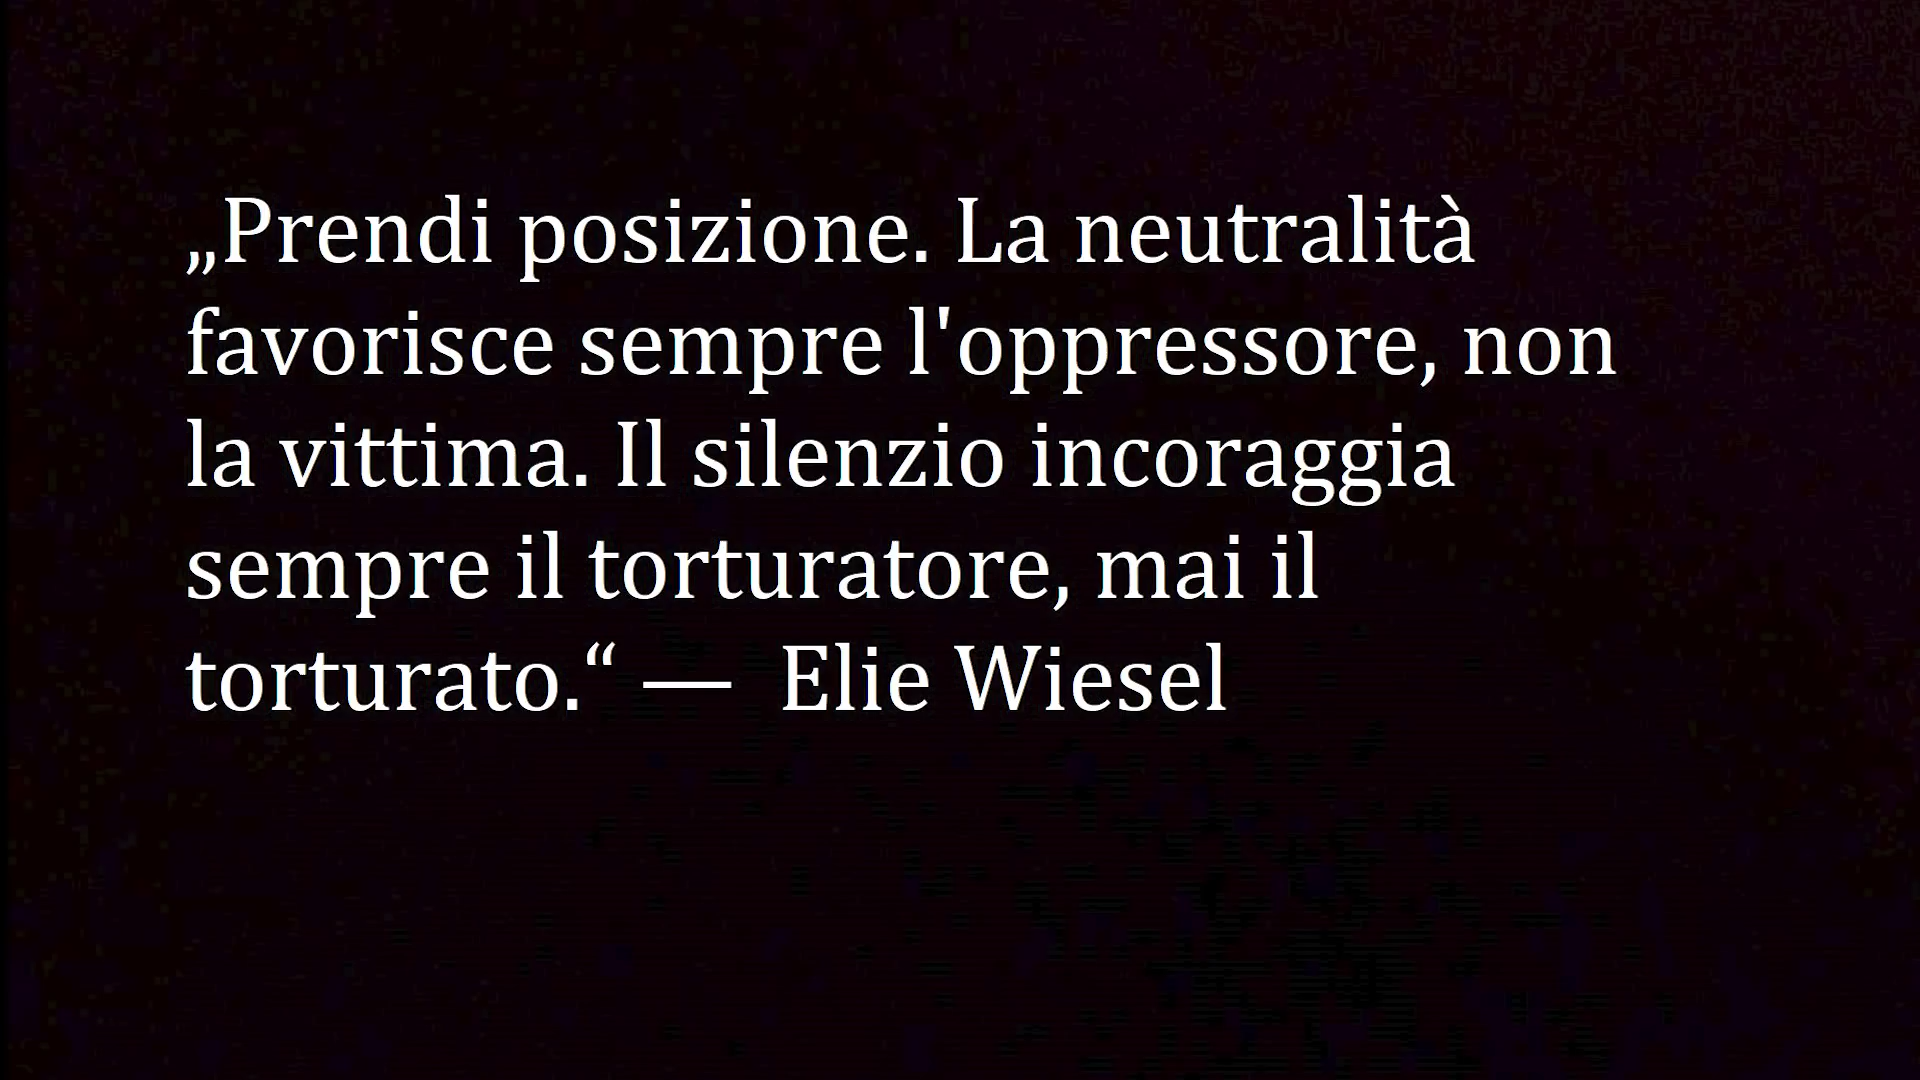 „Prendi posizione. La neutralità
favorisce sempre l'oppressore, non
la vittima. Il silenzio incoraggia
sempre il torturatore, mai il
torturato.“ —  Elie Wiesel